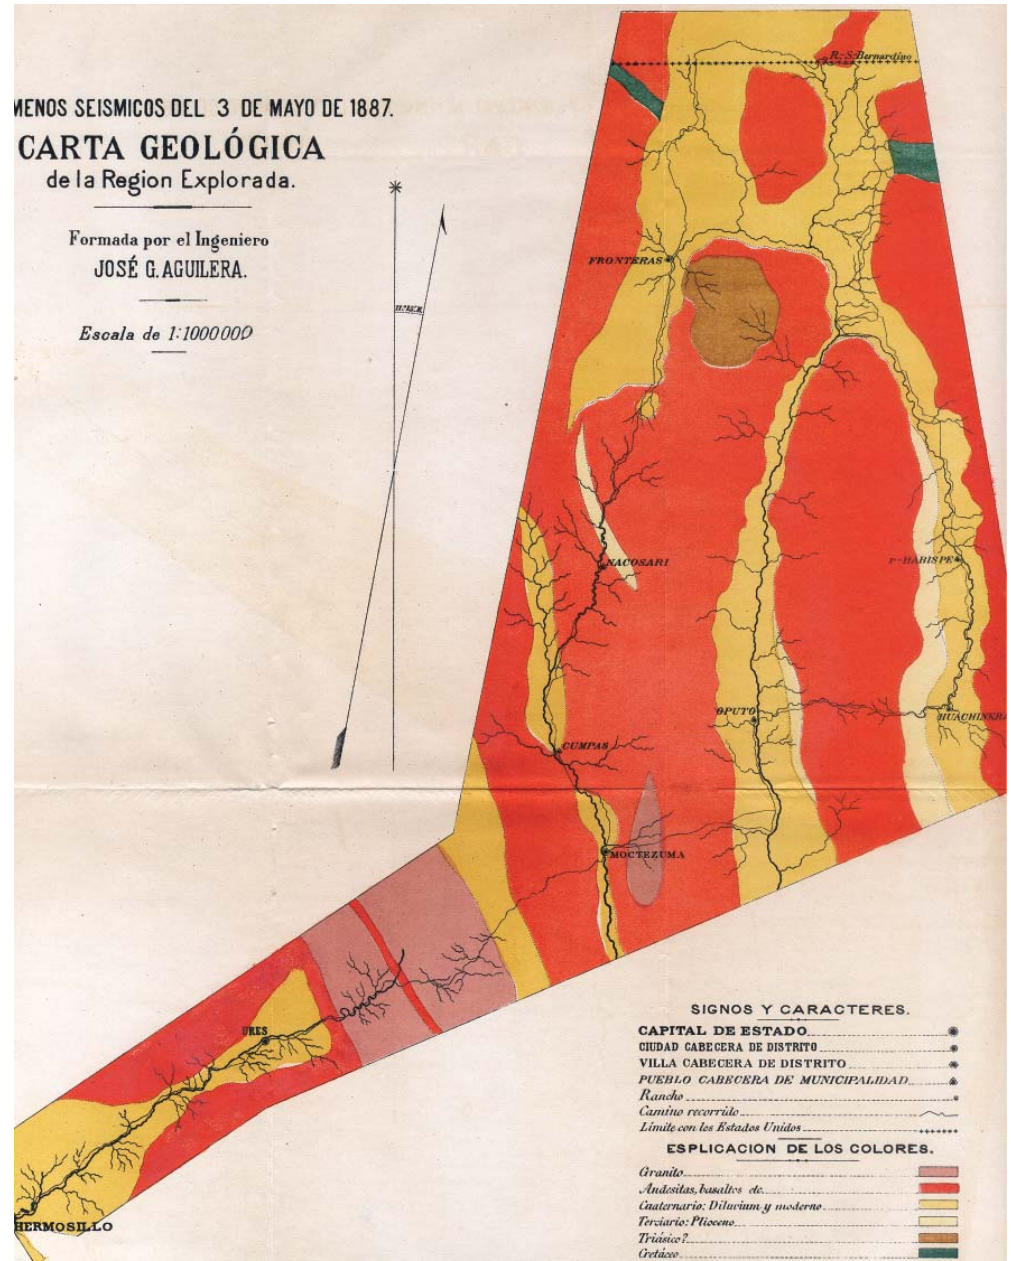 MENOS SEISMICOS DEL 3 DE MAYO DE 1887.
CARTA GEOLÓGICA
de la Region Explorada.
Formada por el Ingeniero
JOSÉ G. AGUILERA.
Escala de 1:1000000
R. S. Bernardino
FRONTERAS
NACOSARI
P-HABISPE
OPUTO
HUACHINERA
CUMPAS
MOCTEZUMA
URES
HERMOSILLO
SIGNOS Y CARACTERES.
CAPITAL DE ESTADO
CIUDAD CABECERA DE DISTRITO
VILLA CABECERA DE DISTRITO
PUEBLO CABECERA DE MUNICIPALIDAD
Rancho
Camino recorrido
Límite con los Estados Unidos
ESPLICACION DE LOS COLORES.
Granito
Andesitas, basaltos etc.
Cuaternario: Diluvium y moderno
Terciario: Plioceno
Triásico?
Cretáceo